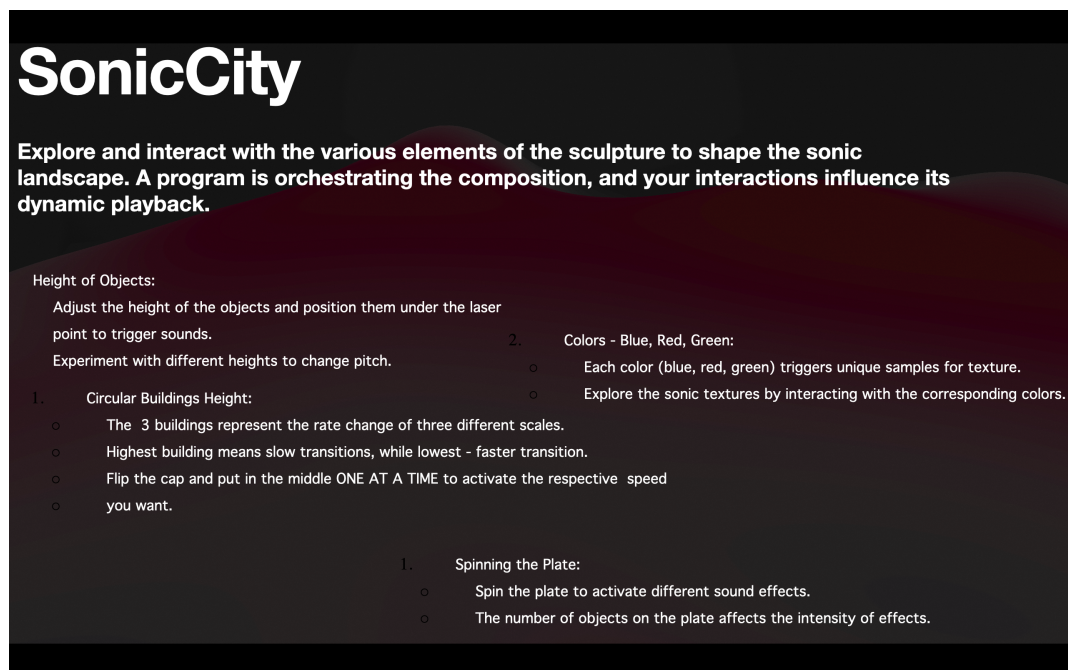 SonicCity
Explore and interact with the various elements of the sculpture to shape the sonic
landscape. A program is orchestrating the composition, and your interactions influence its
dynamic playback.
Height of Objects:
Adjust the height of the objects and position them under the laser
point to trigger sounds.
Experiment with different heights to change pitch.
1. Circular Buildings Height:
○ The  3 buildings represent the rate change of three different scales.
○ Highest building means slow transitions, while lowest - faster transition.
○ Flip the cap and put in the middle ONE AT A TIME to activate the respective  speed
○ you want.
2. Colors - Blue, Red, Green:
○ Each color (blue, red, green) triggers unique samples for texture.
○ Explore the sonic textures by interacting with the corresponding colors.
1. Spinning the Plate:
○ Spin the plate to activate different sound effects.
○ The number of objects on the plate affects the intensity of effects.